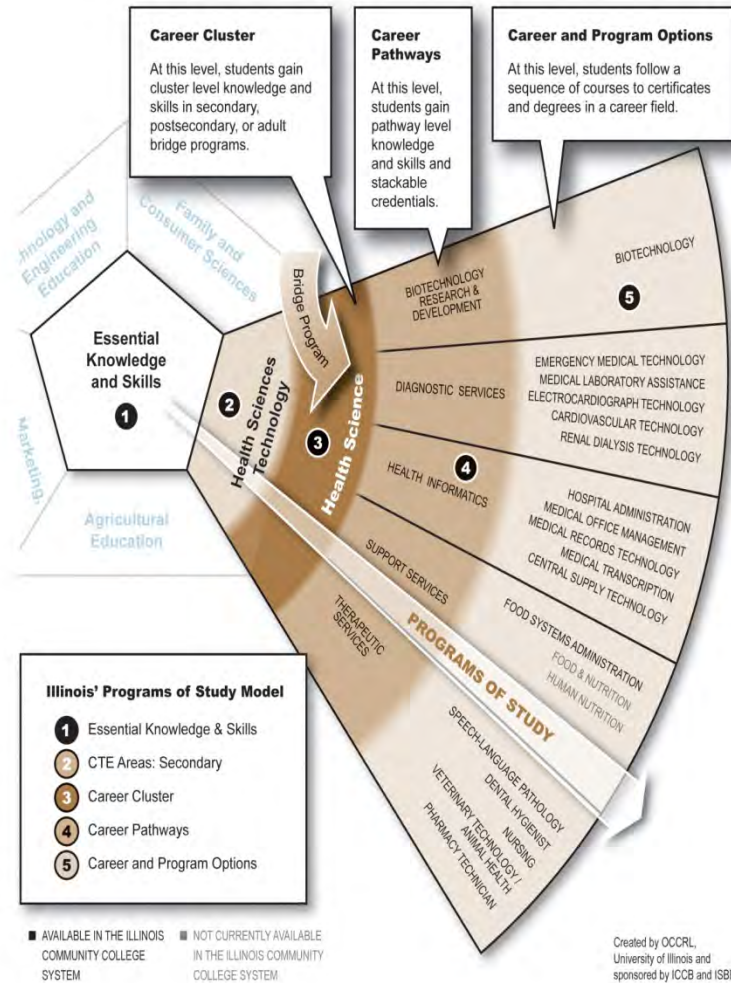 Career Cluster
At this level, students gain
cluster level knowledge and
skills in secondary,
postsecondary, or adult
bridge programs.
Career
Pathways
At this level,
students gain
pathway level
knowledge
and skills and
stackable
credentials.
Career and Program Options
At this level, students follow a
sequence of courses to certificates
and degrees in a career field.
hnology and
Engineering
Education
Family and
Consumer Sciences
Marketing,
Agricultural
Education
Essential
Knowledge
and Skills
1
2
Health Sciences
Technology
Bridge Program
3
Health Science
BIOTECHNOLOGY
RESEARCH &
DEVELOPMENT
DIAGNOSTIC SERVICES
4
HEALTH INFORMATICS
SUPPORT SERVICES
THERAPEUTIC
SERVICES
BIOTECHNOLOGY
5
EMERGENCY MEDICAL TECHNOLOGY
MEDICAL LABORATORY ASSISTANCE
ELECTROCARDIOGRAPH TECHNOLOGY
CARDIOVASCULAR TECHNOLOGY
RENAL DIALYSIS TECHNOLOGY
HOSPITAL ADMINISTRATION
MEDICAL OFFICE MANAGEMENT
MEDICAL RECORDS TECHNOLOGY
MEDICAL TRANSCRIPTION
CENTRAL SUPPLY TECHNOLOGY
FOOD SYSTEMS ADMINISTRATION
FOOD & NUTRITION
HUMAN NUTRITION
PROGRAMS OF STUDY
SPEECH-LANGUAGE PATHOLOGY
DENTAL HYGIENIST
NURSING
VETERINARY TECHNOLOGY /
ANIMAL HEALTH
PHARMACY TECHNICIAN
Illinois' Programs of Study Model
1 Essential Knowledge & Skills
2 CTE Areas: Secondary
3 Career Cluster
4 Career Pathways
5 Career and Program Options
AVAILABLE IN THE ILLINOIS
COMMUNITY COLLEGE
SYSTEM
NOT CURRENTLY AVAILABLE
IN THE ILLINOIS COMMUNITY
COLLEGE SYSTEM
Created by OCCRL,
University of Illinois and
sponsored by ICCB and ISB